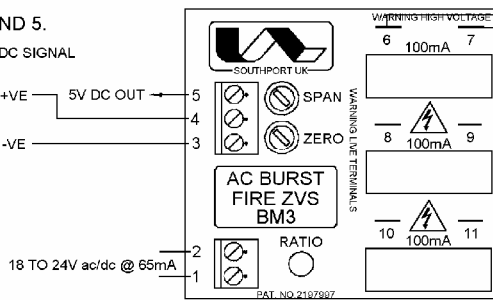 ND 5.
DC SIGNAL
+VE
-VE
5V DC OUT
5
4
3
18 TO 24V ac/dc @ 65mA
2
1
SOUTHPORT UK
SPAN
ZERO
AC BURST
FIRE ZVS
BM3
RATIO
PAT. NO.2197997
WARNING LIVE TERMINALS
WARNING HIGH VOLTAGE
6 7
100mA
8 9
100mA
10 11
100mA